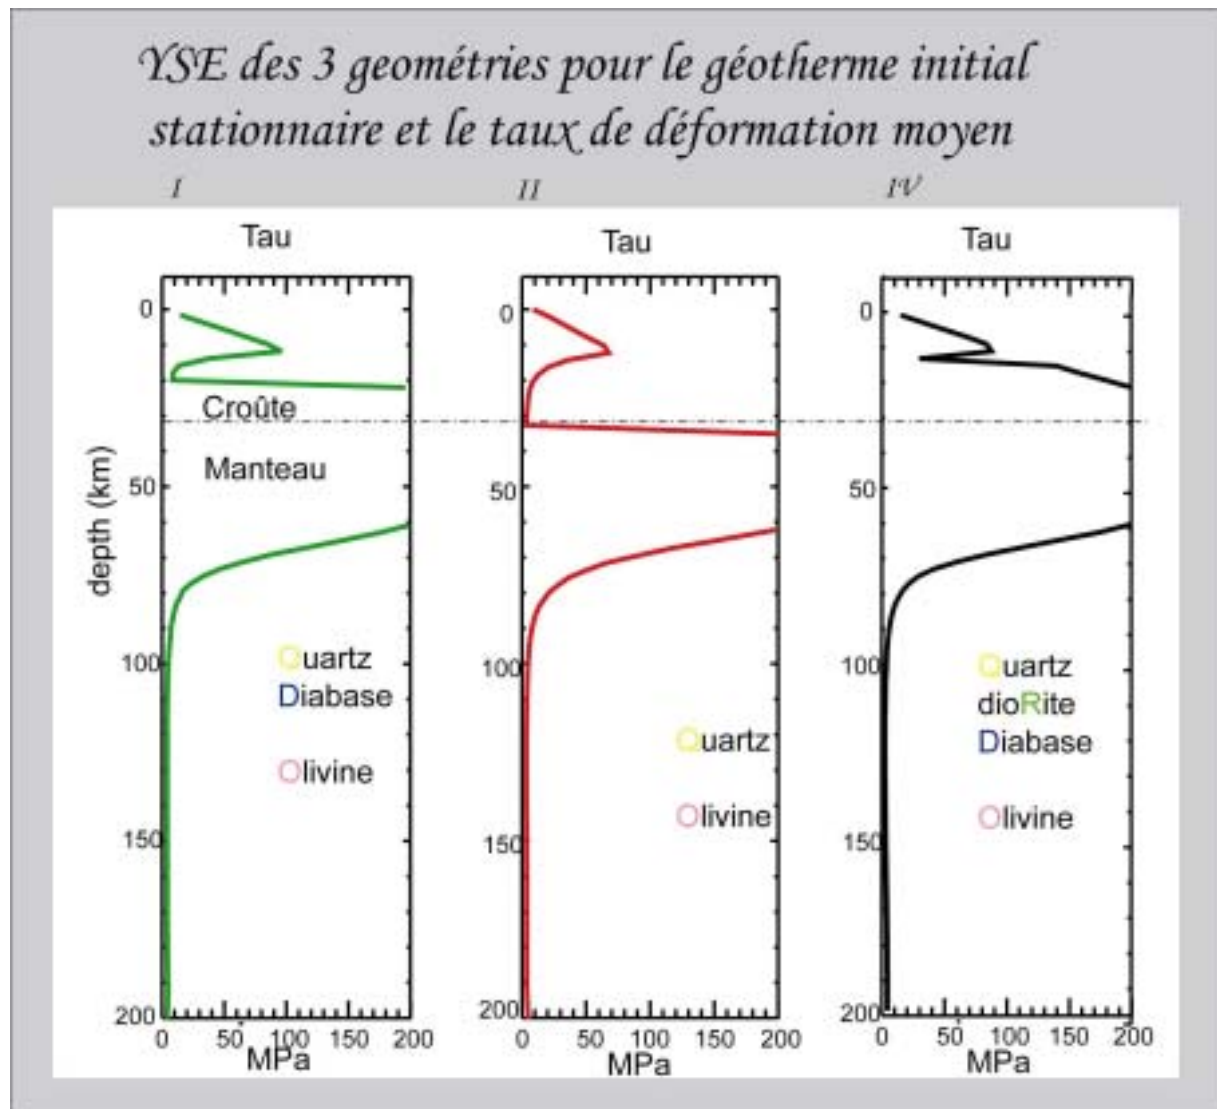 YSE des 3 geométries pour le géotherme initial
stationnaire et le taux de déformation moyen
I
II
IV
Tau
Tau
Tau
depth (km)
0
50
100
150
200
Croûte
Manteau
Quartz
Diabase
Olivine
0 50 100 150 200
MPa
0
50
100
150
200
Quartz
Olivine
0 50 100 150 200
MPa
0
50
100
150
200
Quartz
dioRite
Diabase
Olivine
0 50 100 150 200
MPa